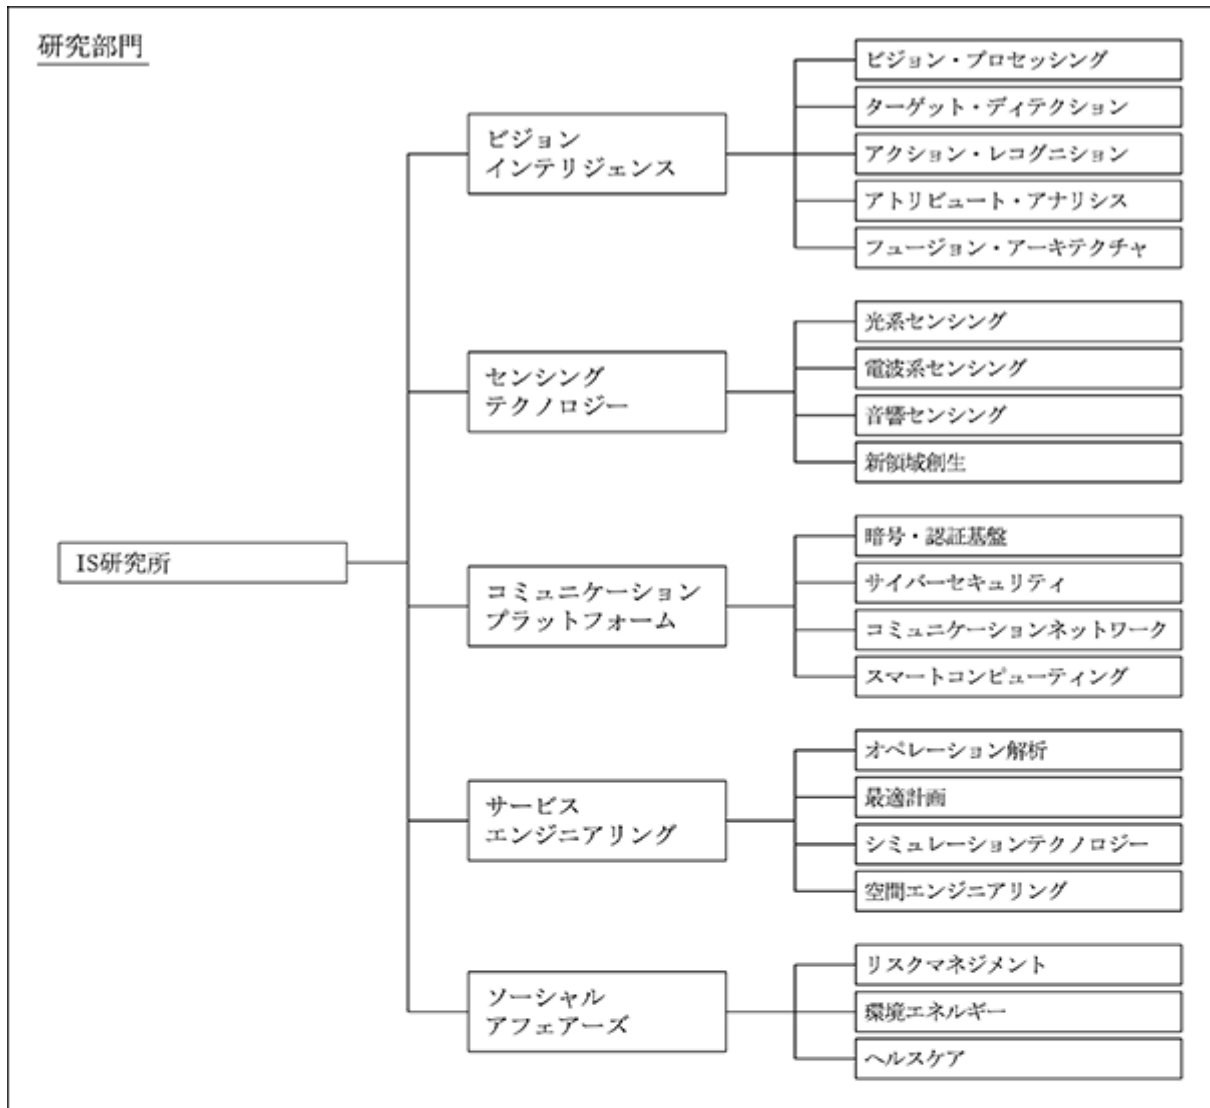 研究部門
IS研究所
ビジョン
インテリジェンス
ビジョン・プロセッシング
ターゲット・ディテクション
アクション・レコグニション
アトリビュート・アナリシス
フュージョン・アーキテクチャ
センシング
テクノロジー
光系センシング
電波系センシング
音響センシング
新領域創生
コミュニケーション
プラットフォーム
暗号・認証基盤
サイバーセキュリティ
コミュニケーションネットワーク
スマートコンピューティング
サービス
エンジニアリング
オペレーション解析
最適計画
シミュレーションテクノロジー
空間エンジニアリング
ソーシャル
アフェアーズ
リスクマネジメント
環境エネルギー
ヘルスケア